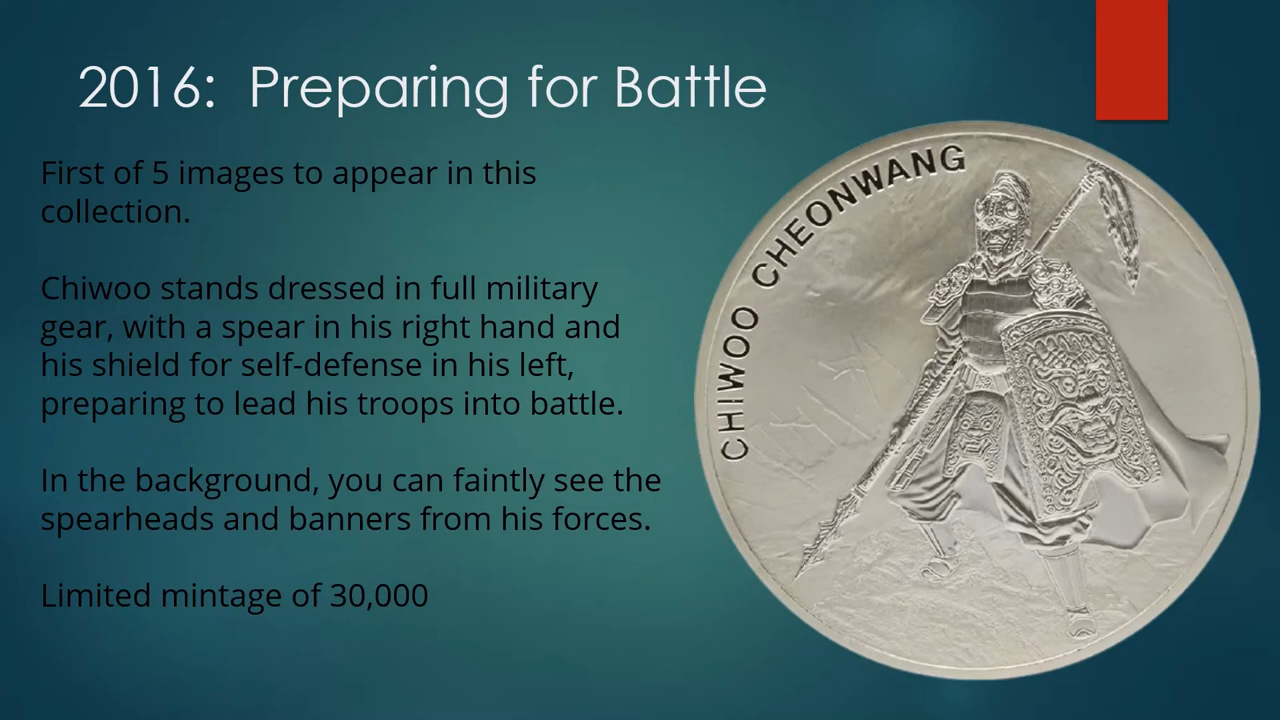 2016:  Preparing for Battle
First of 5 images to appear in this
collection.
Chiwoo stands dressed in full military
gear, with a spear in his right hand and
his shield for self-defense in his left,
preparing to lead his troops into battle.
In the background, you can faintly see the
spearheads and banners from his forces.
Limited mintage of 30,000
CHIWOO CHEONWANG